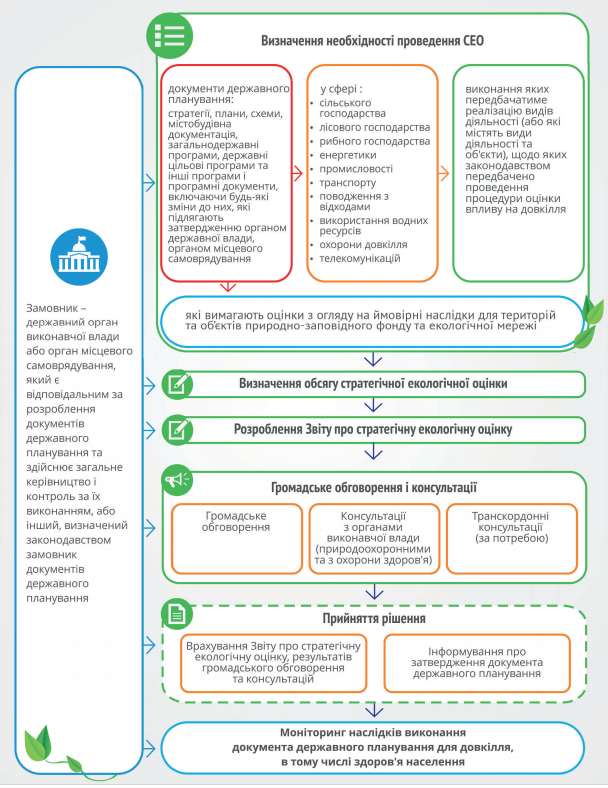 Визначення необхідності проведення СЕО
документи державного
планування:
стратегії, плани, схеми,
містобудівна
документація,
загальнодержавні
програми, державні
цільові програми та
інші програми і
програмні документи,
включаючи будь-які
зміни до них, які
підлягають
затвердженню органом
державної влади,
органом місцевого
самоврядування
у сфері :
• сільського
господарства
• лісового господарства
• рибного господарства
• енергетики
• промисловості
• транспорту
• поводження з
відходами
• використання водних
ресурсів
• охорони довкілля
• телекомунікацій
виконання яких
передбачатиме
реалізацію видів
діяльності (або які
містять види
діяльності та
об'єкти), щодо яких
законодавством
передбачено
проведення
процедури оцінки
впливу на довкілля
які вимагають оцінки з огляду на ймовірні наслідки для територій
та об'єктів природно-заповідного фонду та екологічної мережі
Замовник –
державний орган
виконавчої влади
або орган місцевого
самоврядування,
який є
відповідальним за
розроблення
документів
державного
планування та
здійснює загальне
керівництво і
контроль за їх
виконанням, або
інший, визначений
законодавством
замовник
документів
державного
планування
Визначення обсягу стратегічної екологічної оцінки
Розроблення Звіту про стратегічну екологічну оцінку
Громадське обговорення і консультації
Громадське
обговорення
Консультації
з органами
виконавчої влади
(природоохоронними
та з охорони здоров'я)
Транскордонні
консультації
(за потребою)
Прийняття рішення
Врахування Звіту про стратегічну
екологічну оцінку, результатів
громадського обговорення
та консультацій
Інформування про
затвердження документа
державного планування
Моніторинг наслідків виконання
документа державного планування для довкілля,
в тому числі здоров'я населення